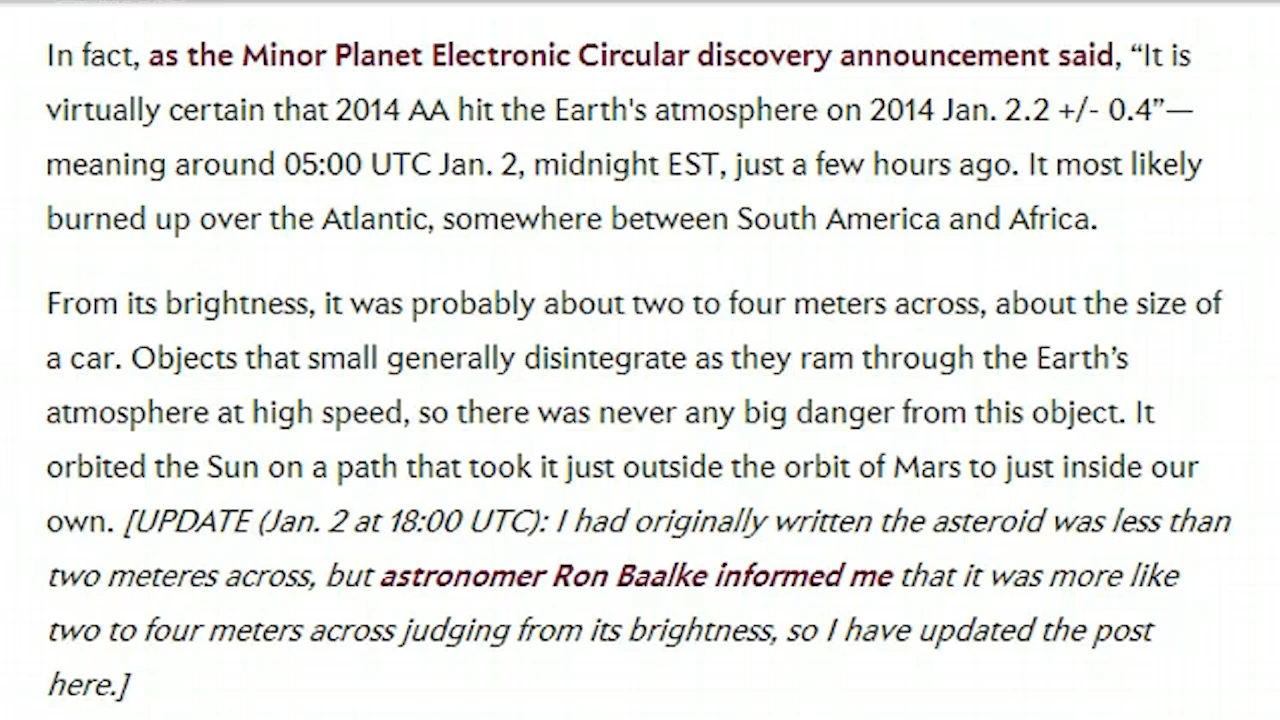 In fact, as the Minor Planet Electronic Circular discovery announcement said, “It is
virtually certain that 2014 AA hit the Earth's atmosphere on 2014 Jan. 2.2 +/- 0.4”—
meaning around 05:00 UTC Jan. 2, midnight EST, just a few hours ago. It most likely
burned up over the Atlantic, somewhere between South America and Africa.
From its brightness, it was probably about two to four meters across, about the size of
a car. Objects that small generally disintegrate as they ram through the Earth’s
atmosphere at high speed, so there was never any big danger from this object. It
orbited the Sun on a path that took it just outside the orbit of Mars to just inside our
own. [UPDATE (Jan. 2 at 18:00 UTC): I had originally written the asteroid was less than
two meteres across, but astronomer Ron Baalke informed me that it was more like
two to four meters across judging from its brightness, so I have updated the post
here.]